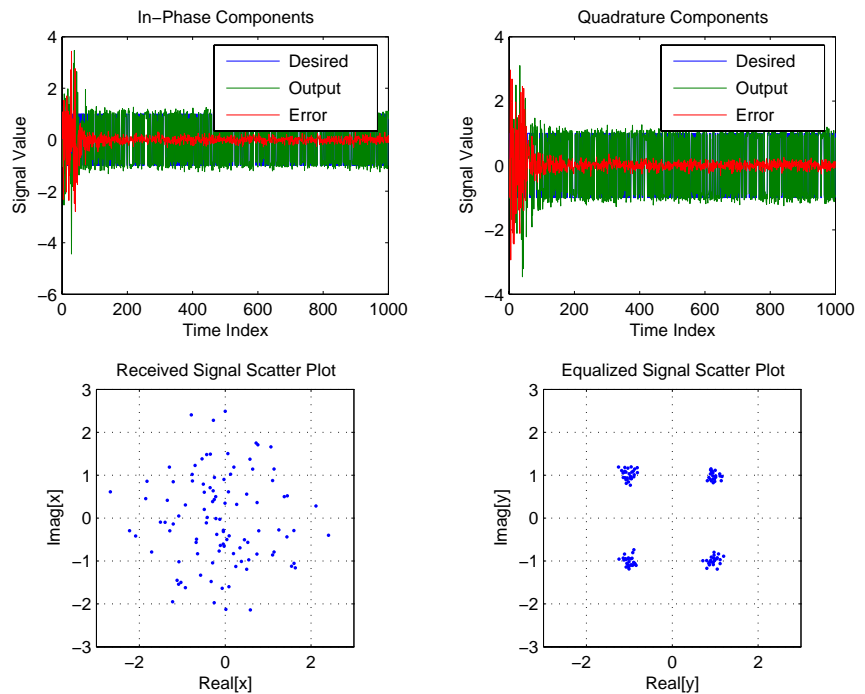 In−Phase Components
4
2
0
−2
−4
−6
Signal Value
0
200
400
600
800
1000
Time Index
Desired
Output
Error
Quadrature Components
4
2
0
−2
−4
Signal Value
0
200
400
600
800
1000
Time Index
Desired
Output
Error
Received Signal Scatter Plot
3
2
1
0
−1
−2
−3
Imag[x]
−2
0
2
Real[x]
Equalized Signal Scatter Plot
3
2
1
0
−1
−2
−3
Imag[y]
−2
0
2
Real[y]